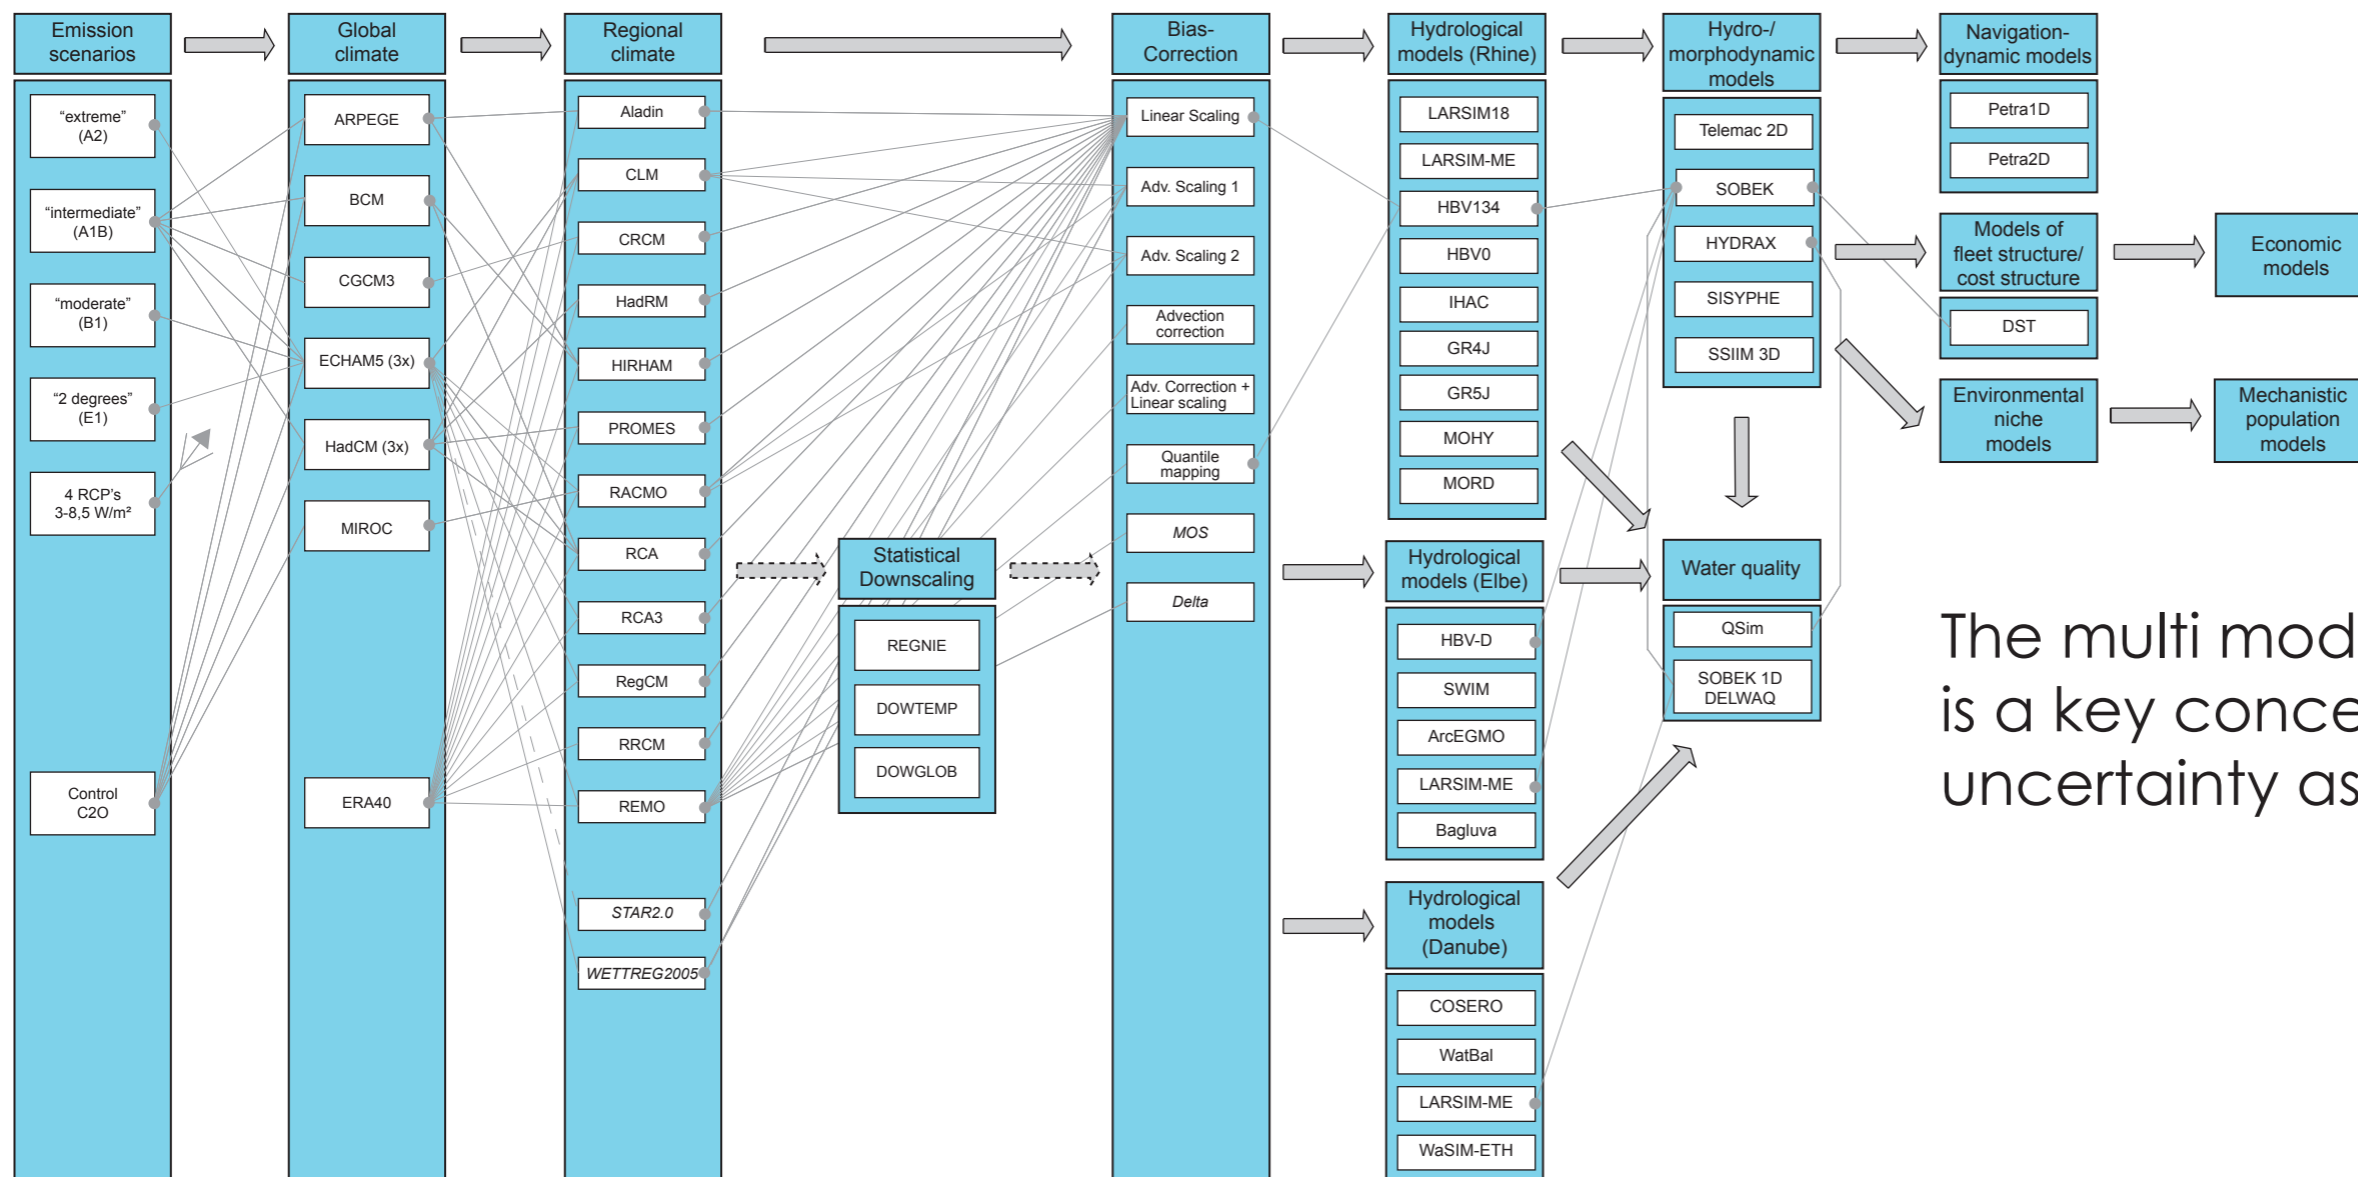 Emission
scenarios
"extreme"
(A2)
"intermediate"
(A1B)
"moderate"
(B1)
"2 degrees"
(E1)
4 RCP's
3-8,5 W/m²
Control
C2O
Global
climate
ARPEGE
BCM
CGCM3
ECHAM5 (3x)
HadCM (3x)
MIROC
ERA40
Regional
climate
Aladin
CLM
CRCM
HadRM
HIRHAM
PROMES
RACMO
RCA
RCA3
RegCM
RRCM
REMO
STAR2.0
WETTREG2005
Statistical
Downscaling
REGNIE
DOWTEMP
DOWGLOB
Bias-
Correction
Linear Scaling
Adv. Scaling 1
Adv. Scaling 2
Advection
correction
Adv. Correction +
Linear scaling
Quantile
mapping
MOS
Delta
Hydrological
models (Rhine)
LARSIM18
LARSIM-ME
HBV134
HBV0
IHAC
GR4J
GR5J
MOHY
MORD
Hydrological
models (Elbe)
HBV-D
SWIM
ArcEGMO
LARSIM-ME
Bagluva
Hydrological
models
(Danube)
COSERO
WatBal
LARSIM-ME
WaSIM-ETH
Hydro-/
morphodynamic
models
Telemac 2D
SOBEK
HYDRAX
SISYPHE
SSIIM 3D
Water quality
QSim
SOBEK 1D
DELWAQ
Navigation-
dynamic models
Petra1D
Petra2D
Models of
fleet structure/
cost structure
DST
Economic
models
Environmental
niche
models
Mechanistic
population
models
The multi mod
is a key conce
uncertainty as